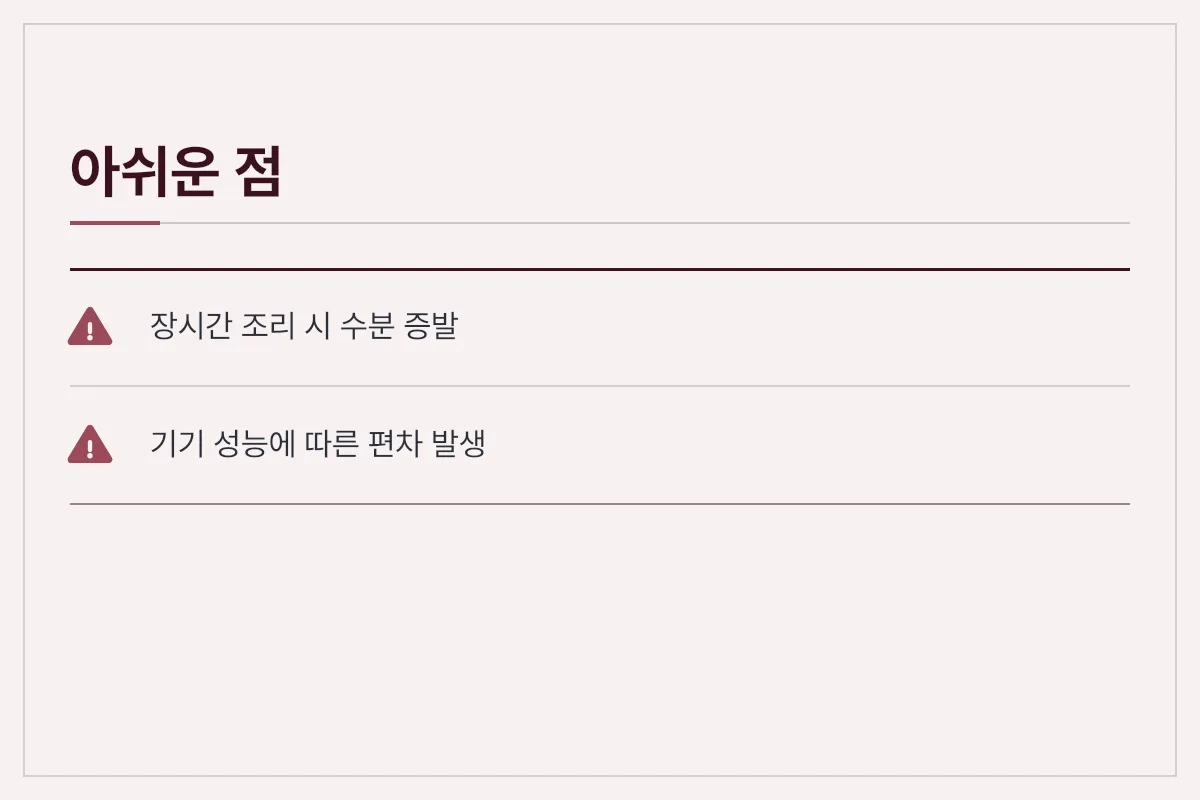 아쉬운 점
장시간 조리 시 수분 증발
기기 성능에 따른 편차 발생